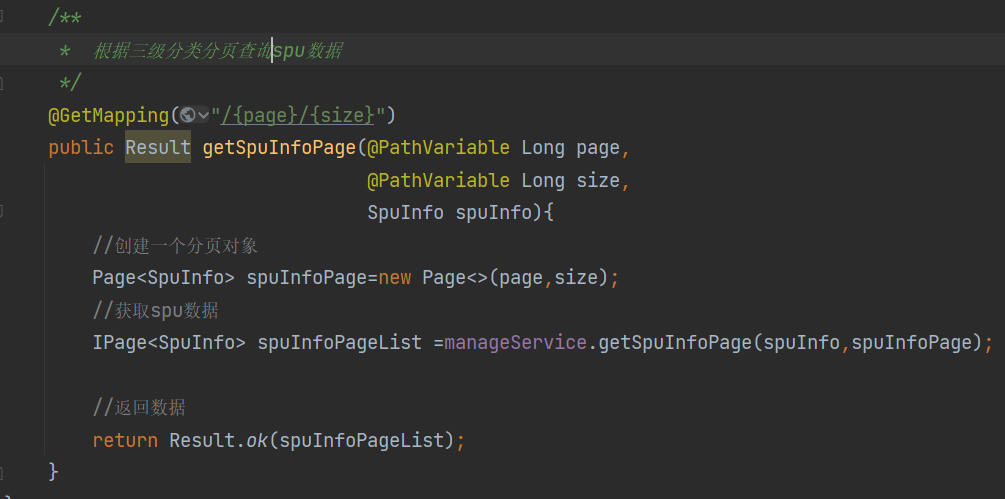 /**
 *  根据三级分类分页查询spu数据
 */
@GetMapping("/{page}/{size}")
public Result getSpuInfoPage(@PathVariable Long page,
                             @PathVariable Long size,
                             SpuInfo spuInfo){
    //创建一个分页对象
    Page<SpuInfo> spuInfoPage=new Page<>(page,size);
    //获取spu数据
    IPage<SpuInfo> spuInfoPageList =manageService.getSpuInfoPage(spuInfo,spuInfoPage);
    //返回数据
    return Result.ok(spuInfoPageList);
}